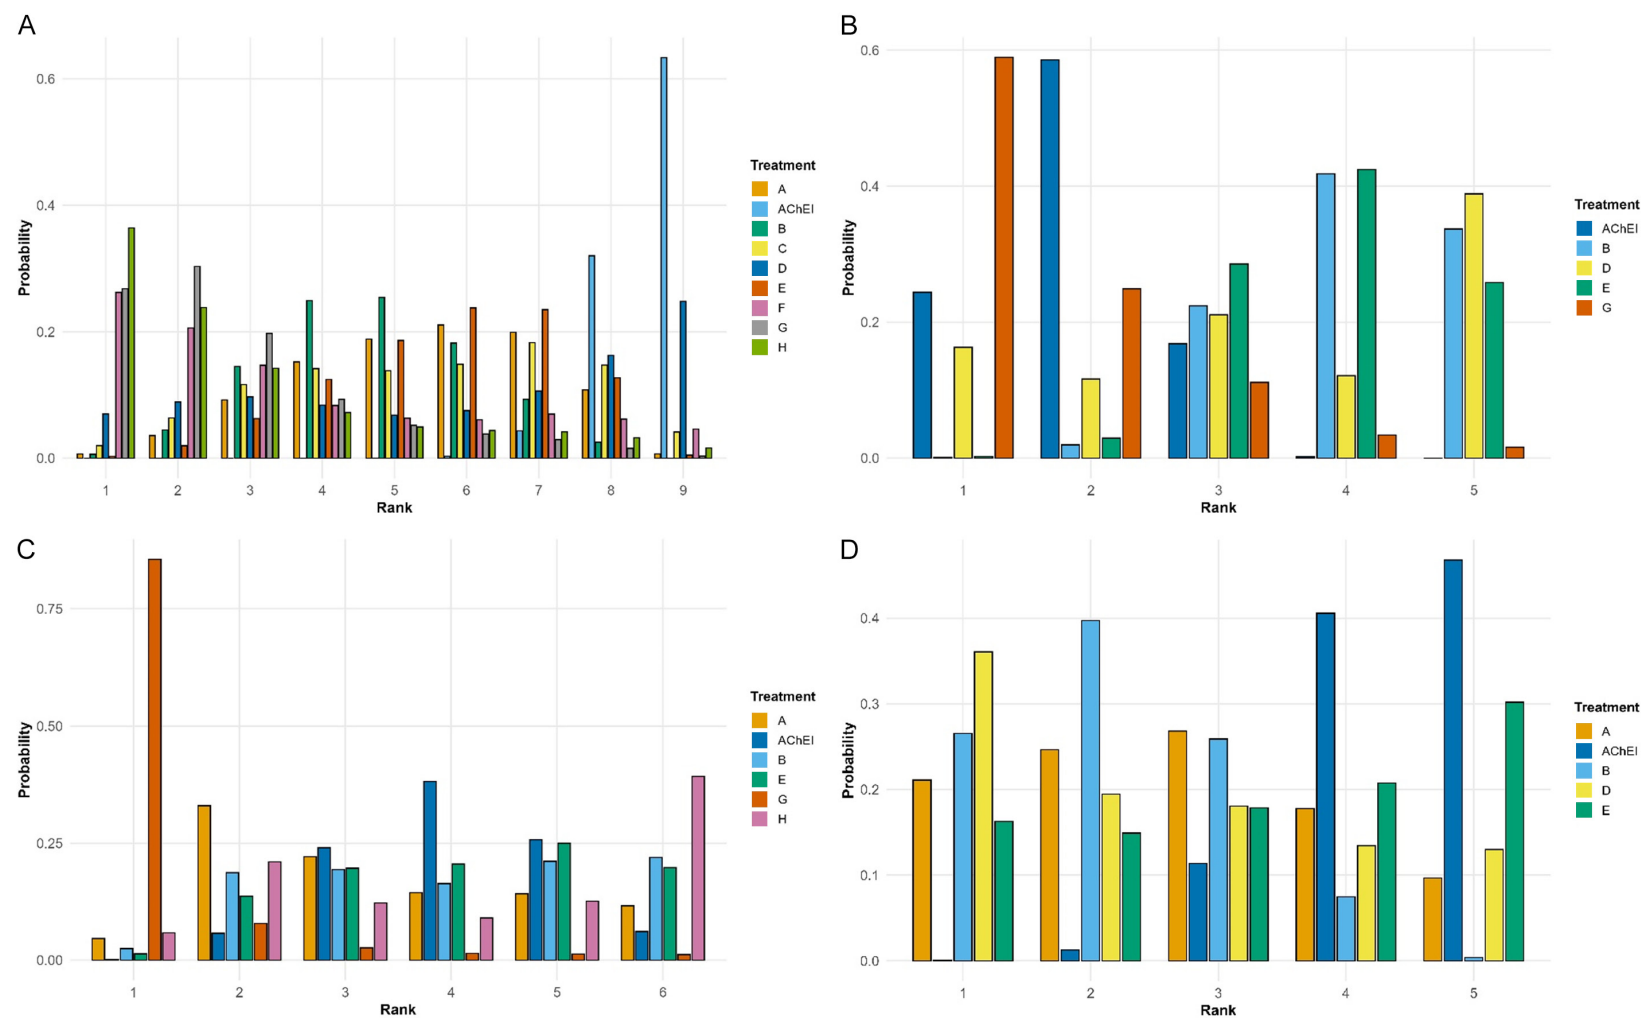 A
Probability
0.6
0.4
0.2
0.0
1 2 3 4 5 6 7 8 9
Rank
Treatment
A
AChEI
B
C
D
E
F
G
H
B
Probability
0.6
0.4
0.2
0.0
1 2 3 4 5
Rank
Treatment
AChEI
B
D
E
G
C
Probability
0.75
0.50
0.25
0.00
1 2 3 4 5 6
Rank
Treatment
A
AChEI
B
E
G
H
D
Probability
0.4
0.3
0.2
0.1
0.0
1 2 3 4 5
Rank
Treatment
A
AChEI
B
D
E